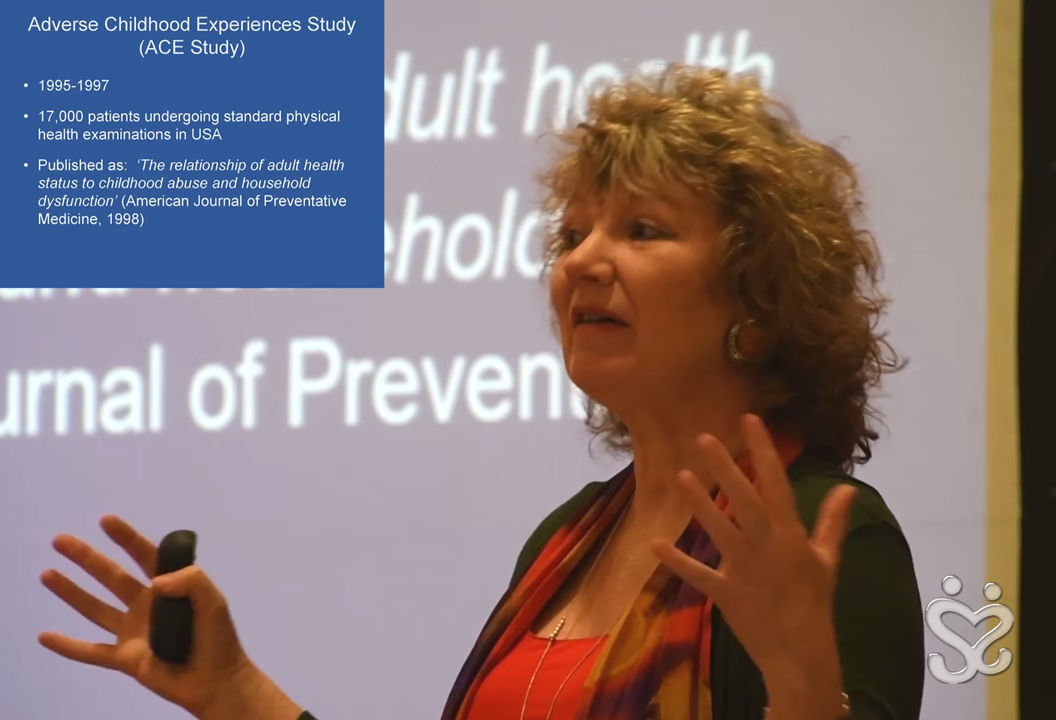 Adverse Childhood Experiences Study
(ACE Study)
• 1995-1997
• 17,000 patients undergoing standard physical
health examinations in USA
• Published as: ‘The relationship of adult health
status to childhood abuse and household
dysfunction’ (American Journal of Preventative
Medicine, 1998)
dult health
ehold
urnal of Preven